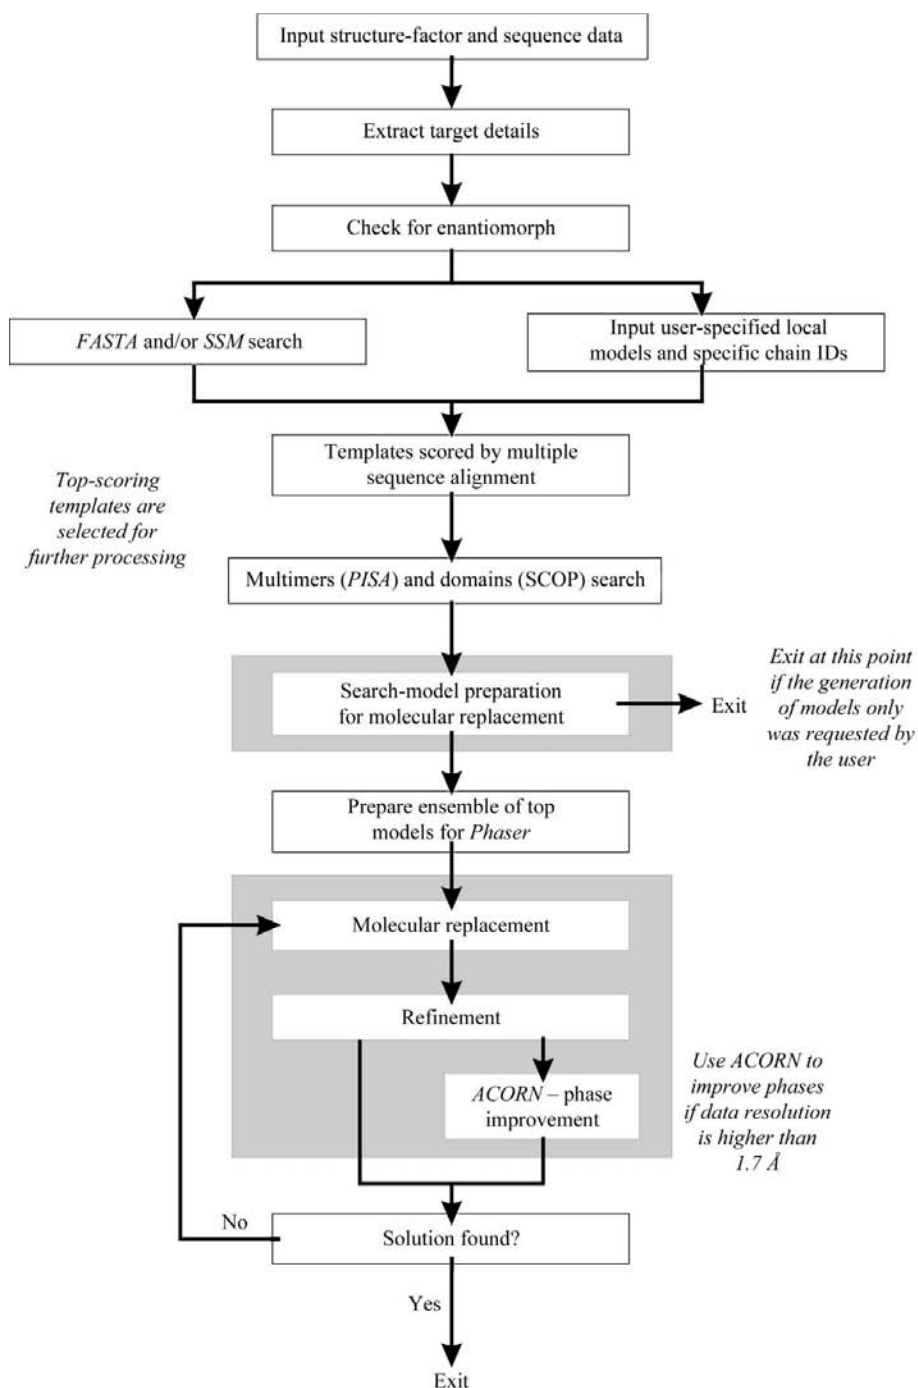 Input structure-factor and sequence data
Extract target details
Check for enantiomorph
FASTA and/or SSM search
Input user-specified local
models and specific chain IDs
Templates scored by multiple
sequence alignment
Top-scoring
templates are
selected for
further processing
Multimers (PISA) and domains (SCOP) search
Search-model preparation
for molecular replacement
Exit
Exit at this point
if the generation
of models only
was requested by
the user
Prepare ensemble of top
models for Phaser
Molecular replacement
Refinement
ACORN – phase
improvement
Use ACORN to
improve phases
if data resolution
is higher than
1.7 Å
No
Solution found?
Yes
Exit